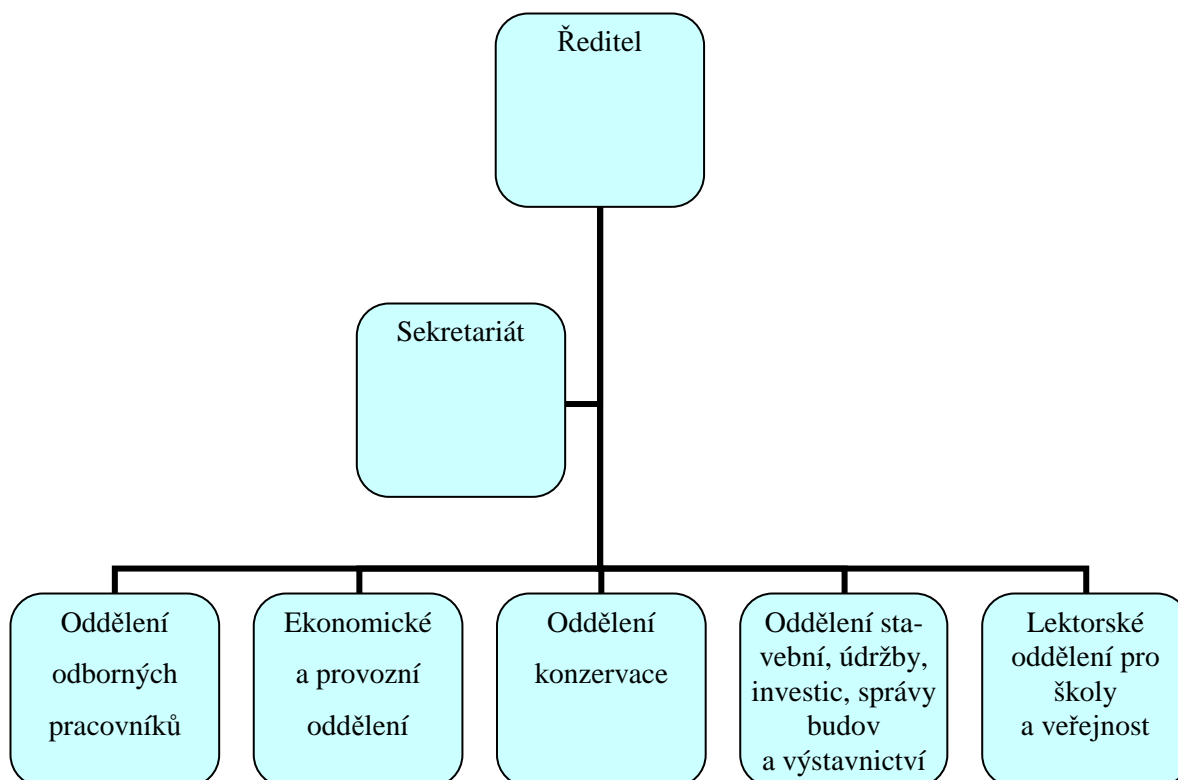 Ředitel
Sekretariát
Oddělení
odborných
pracovníků
Ekonomické
a provozní
oddělení
Oddělení
konzervace
Oddělení sta-
vební, údržby,
investic, správy
budov
a výstavnictví
Lektorské
oddělení pro
školy
a veřejnost